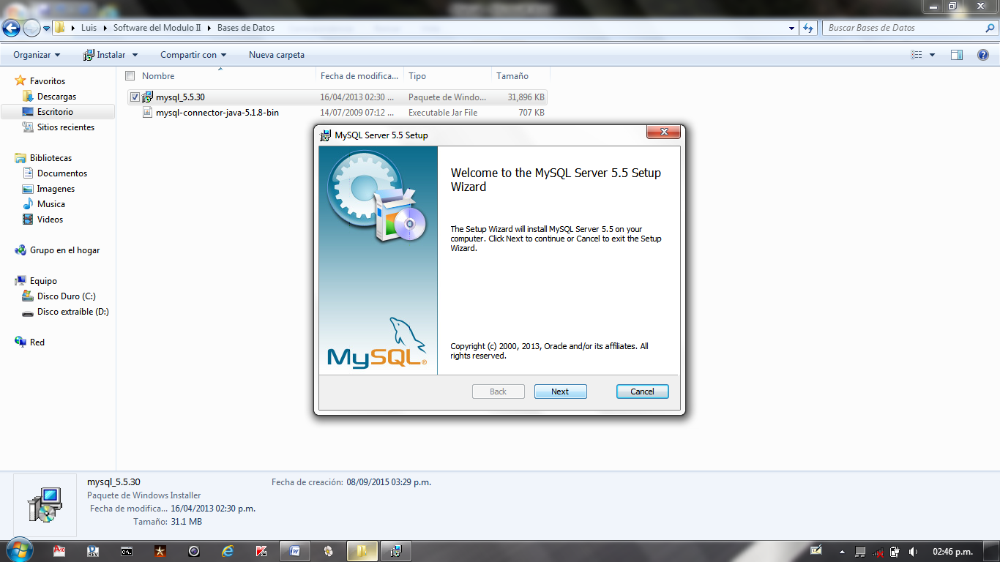 Luis ▸ Software del Modulo II ▸ Bases de Datos
Buscar Bases de Datos
Organizar
Instalar
Compartir con
Nueva carpeta
Favoritos
Descargas
Escritorio
Sitios recientes
Bibliotecas
Documentos
Imagenes
Musica
Videos
Grupo en el hogar
Equipo
Disco Duro (C:)
Disco extraíble (D:)
Red
Nombre Fecha de modifica... Tipo Tamaño
mysql_5.5.30 16/04/2013 02:30 ... Paquete de Windo... 31,896 KB
mysql-connector-java-5.1.8-bin 14/07/2009 07:12 ... Executable Jar File 707 KB
MySQL Server 5.5 Setup
Welcome to the MySQL Server 5.5 Setup
Wizard
The Setup Wizard will install MySQL Server 5.5 on your
computer. Click Next to continue or Cancel to exit the Setup
Wizard.
MySQL®
Copyright (c) 2000, 2013, Oracle and/or its affiliates. All
rights reserved.
Back
Next
Cancel
mysql_5.5.30
Fecha de creación: 08/09/2015 03:29 p.m.
Paquete de Windows Installer
Fecha de modifica... 16/04/2013 02:30 p.m.
Tamaño: 31.1 MB
02:46 p.m.